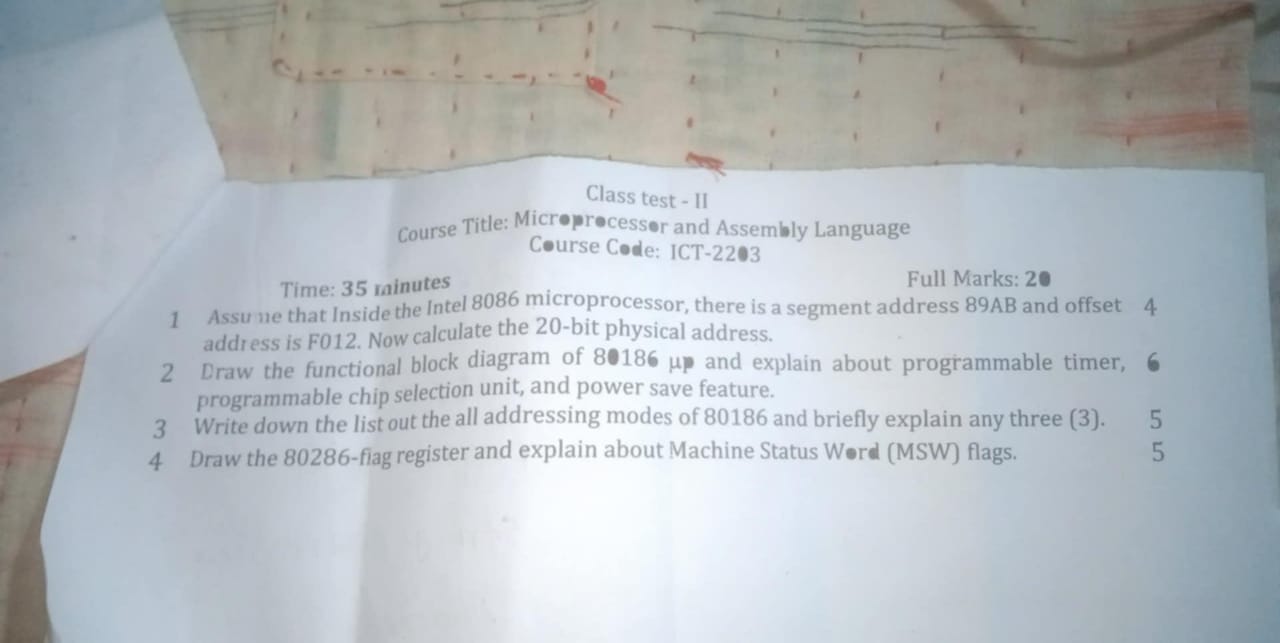 Class test - II
Course Title: Microprocessor and Assembly Language
Course Code: ICT-2203
Time: 35 minutes Full Marks: 20
1 Assume that Inside the Intel 8086 microprocessor, there is a segment address 89AB and offset 4
address is F012. Now calculate the 20-bit physical address.
2 Draw the functional block diagram of 80186 μp and explain about programmable timer, 6
programmable chip selection unit, and power save feature.
3 Write down the list out the all addressing modes of 80186 and briefly explain any three (3). 5
4 Draw the 80286-flag register and explain about Machine Status Word (MSW) flags. 5